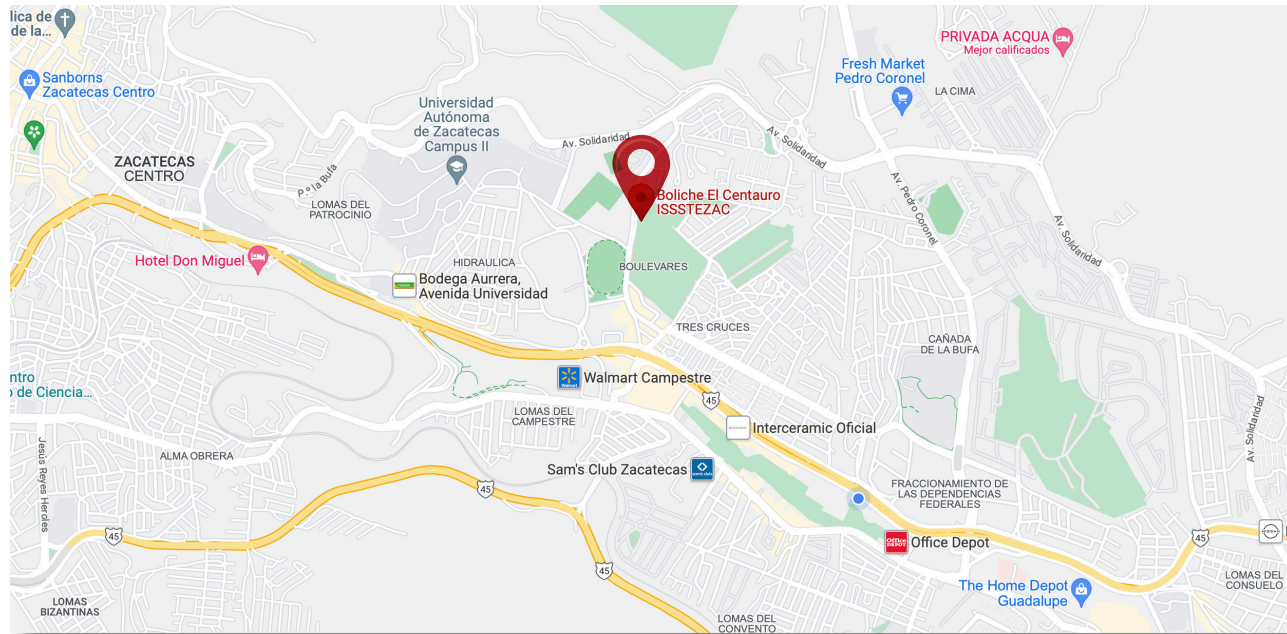 lica de
de la...
PRIVADA ACQUA
Mejor calificados
Fresh Market
Pedro Coronel
LA CIMA
Sanborns
Zacatecas Centro
Universidad
Autónoma
de Zacatecas
Campus II
Av. Solidaridad
Av. Solidaridad
ZACATECAS
CENTRO
P.º la Bufa
Av. Pedro Coronel
Boliche El Centauro
ISSSTEZAC
LOMAS DEL
PATROCINIO
Av. Solidaridad
Hotel Don Miguel
HIDRAULICA
BOULEVARES
Bodega Aurrera,
Avenida Universidad
TRES CRUCES
CAÑADA
DE LA BUFA
ntro
o de Ciencia...
Walmart Campestre
45
LOMAS DEL
CAMPESTRE
Interceramic Oficial
Av. Solidaridad
Jesús Reyes Heroles
ALMA OBRERA
Sam's Club Zacatecas
45
FRACCIONAMIENTO DE
LAS DEPENDENCIAS
FEDERALES
45
Office DEPOT
Office Depot
45
45
The Home Depot
Guadalupe
LOMAS DEL
CONSUELO
LOMAS
BIZANTINAS
LOMAS DEL
CONVENTO